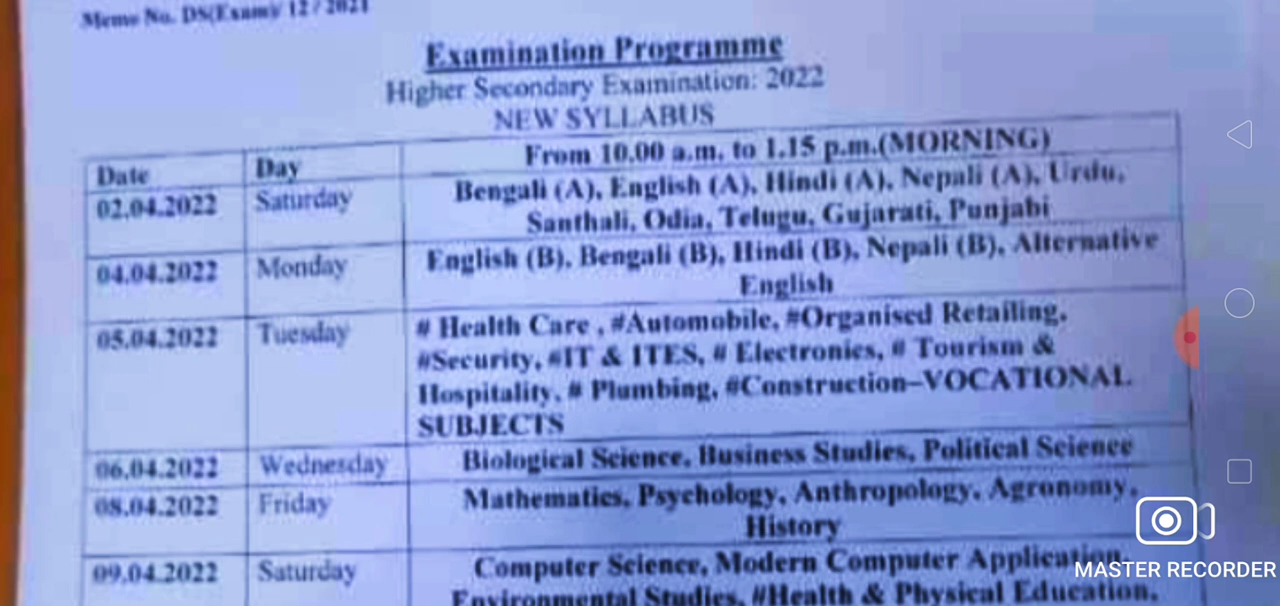 Memo No. DS(Exam)/ 12 / 2021
Examination Programme
Higher Secondary Examination: 2022
NEW SYLLABUS
Date Day From 10.00 a.m. to 1.15 p.m.(MORNING)
02.04.2022 Saturday Bengali (A), English (A), Hindi (A), Nepali (A), Urdu,
Santhali, Odia, Telugu, Gujarati, Punjabi
04.04.2022 Monday English (B), Bengali (B), Hindi (B), Nepali (B), Alternative
English
05.04.2022 Tuesday # Health Care , #Automobile, #Organised Retailing,
#Security, #IT & ITES, # Electronics, # Tourism &
Hospitality, # Plumbing, #Construction–VOCATIONAL
SUBJECTS
06.04.2022 Wednesday Biological Science, Business Studies, Political Science
08.04.2022 Friday Mathematics, Psychology, Anthropology, Agronomy,
History
09.04.2022 Saturday Computer Science, Modern Computer Application,
Environmental Studies, #Health & Physical Education,
MASTER RECORDER